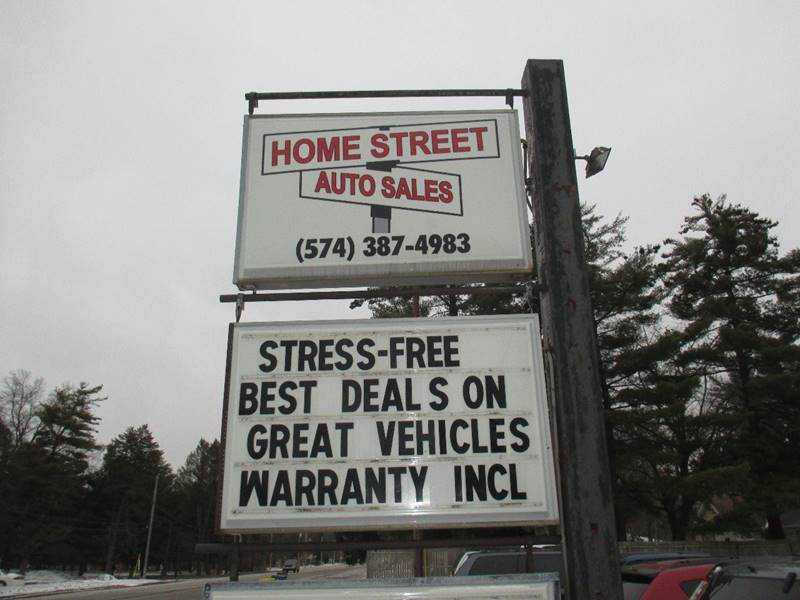 HOME STREET
AUTO SALES
(574) 387-4983
STRESS-FREE
BEST DEALS ON
GREAT VEHICLES
WARRANTY INCL